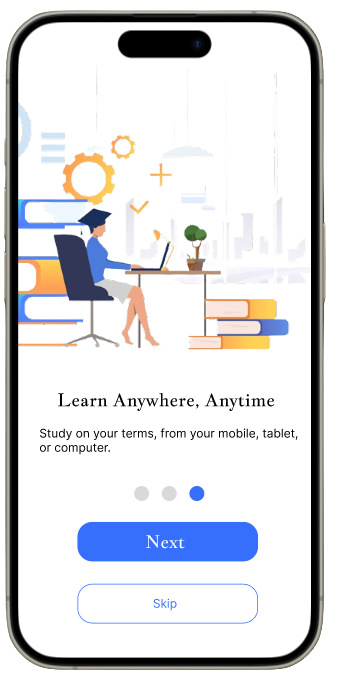 Learn Anywhere, Anytime
Study on your terms, from your mobile, tablet,
or computer.
Next
Skip